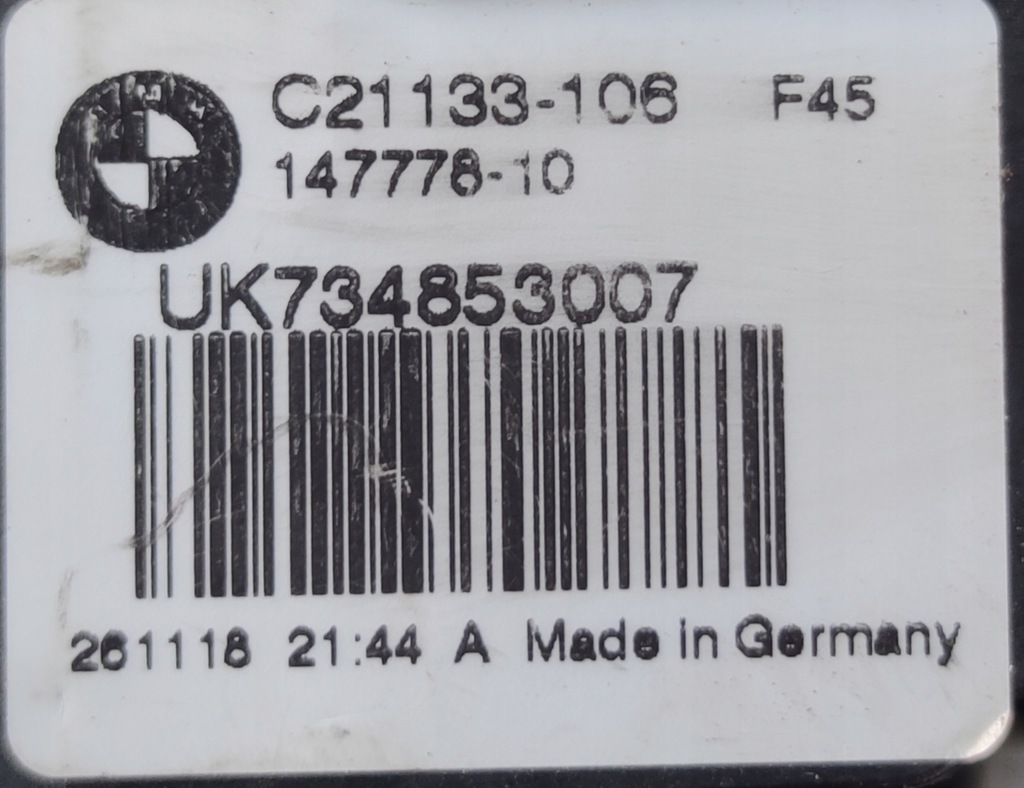 C21133-106 F45
147778-10
UK734853007
261118 21:44 A Made in Germany